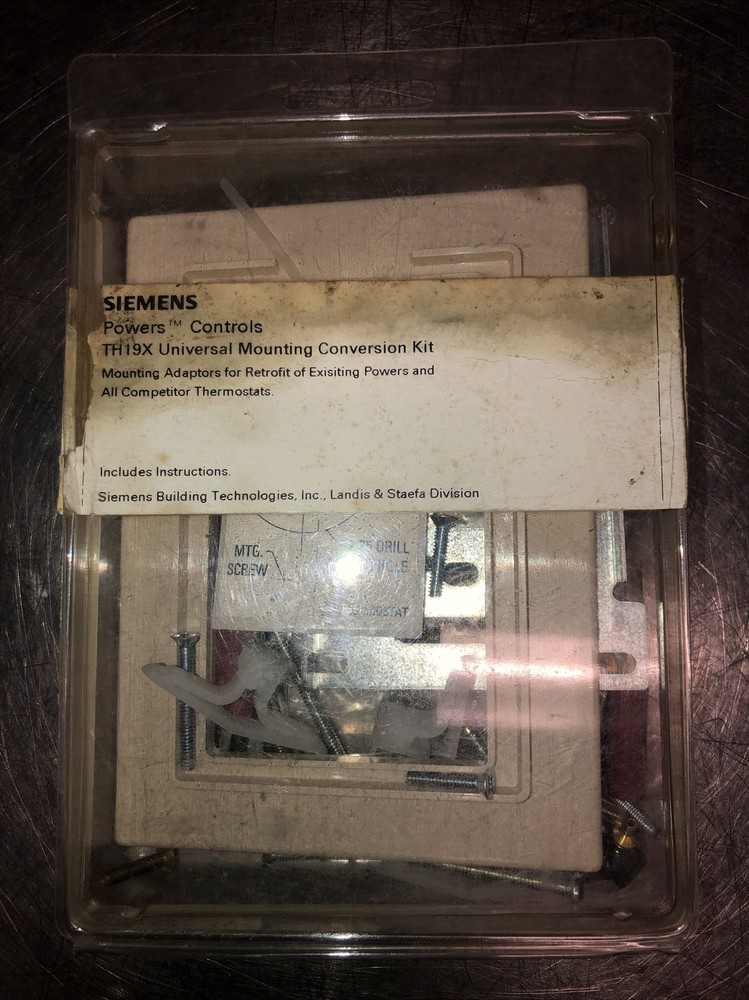 SIEMENS
Powers™ Controls
TH19X Universal Mounting Conversion Kit
Mounting Adaptors for Retrofit of Exisiting Powers and
All Competitor Thermostats.
Includes Instructions.
Siemens Building Technologies, Inc., Landis & Staefa Division
MTG.
SCREW
DRILL